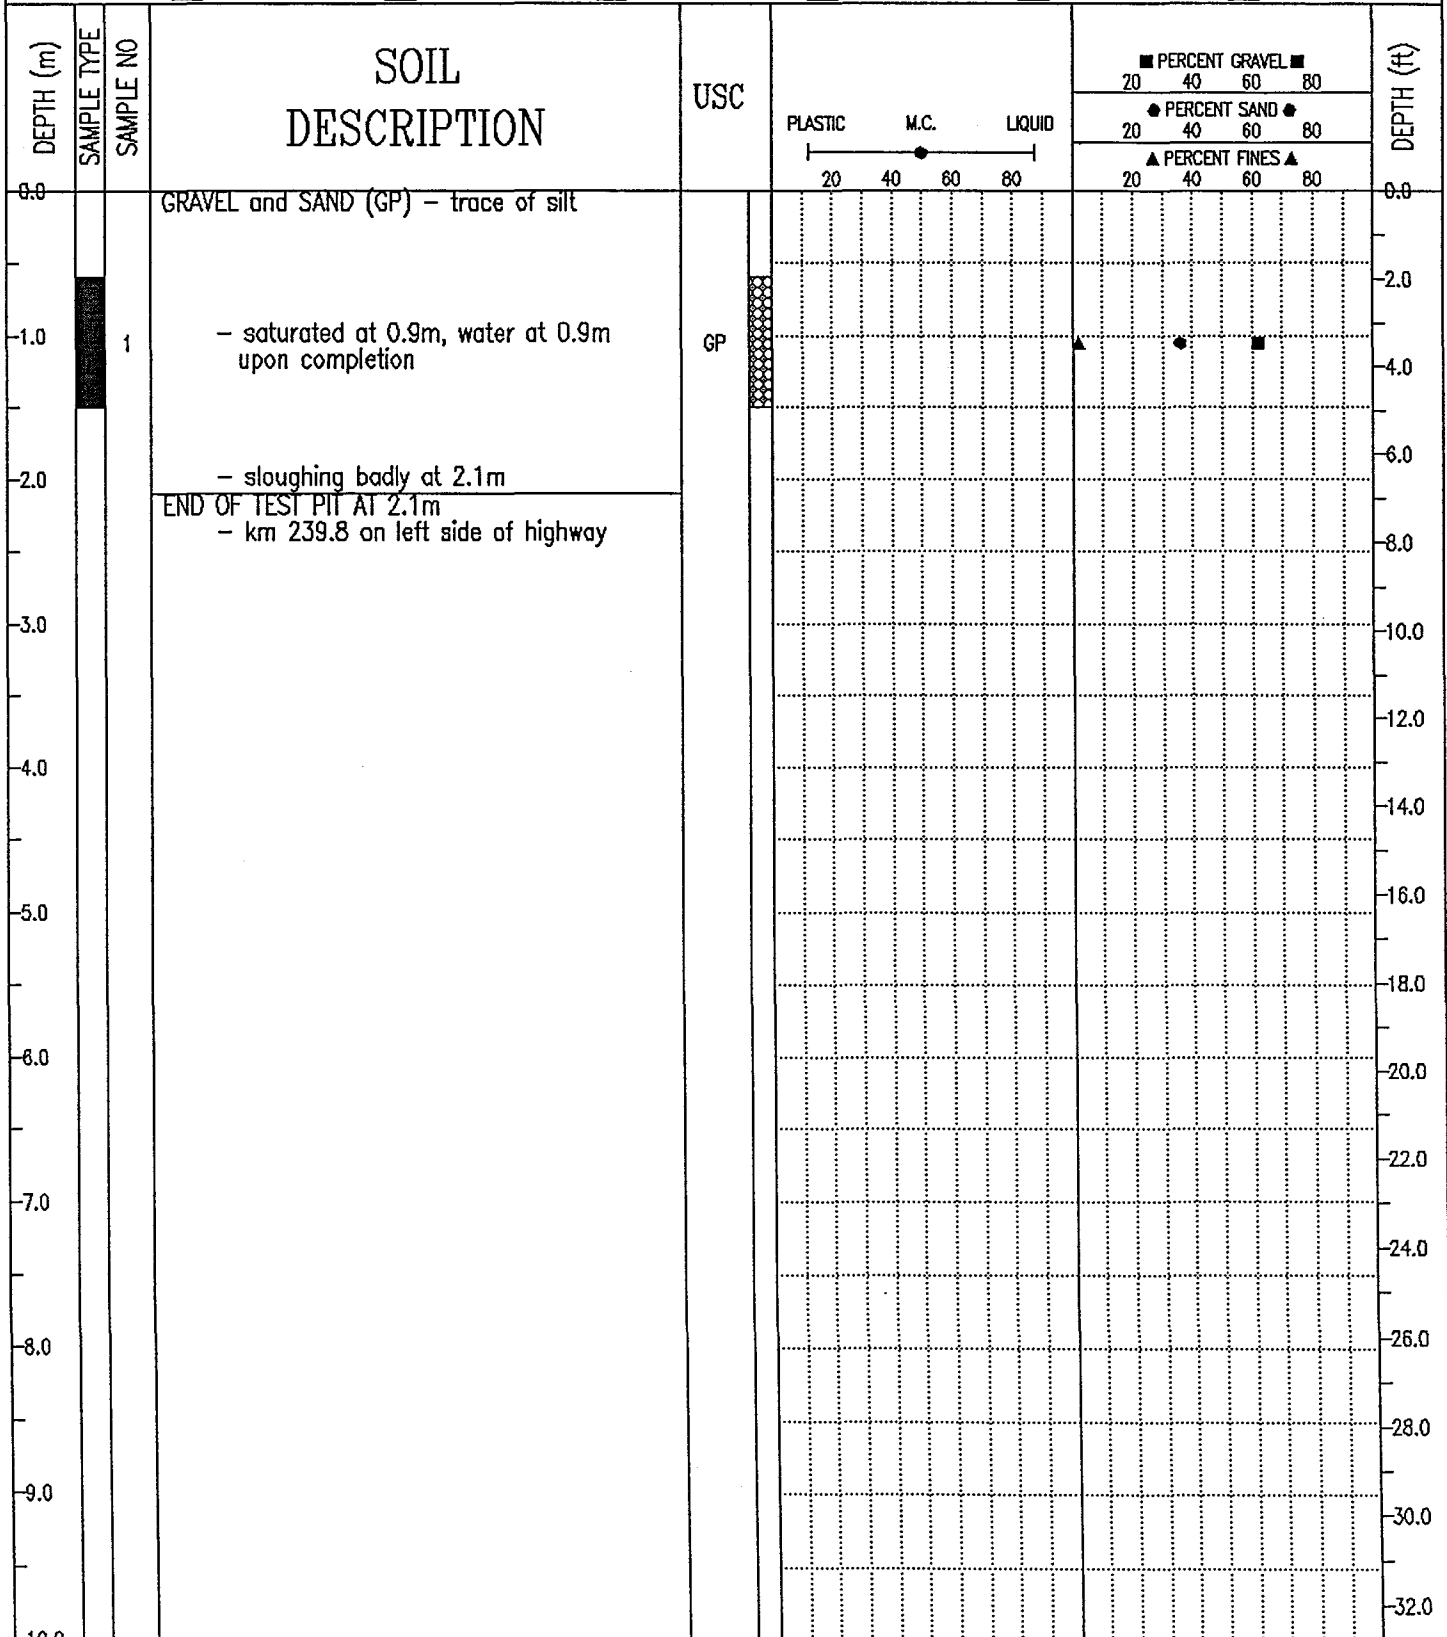 DEPTH (m)
SAMPLE TYPE
SAMPLE NO
SOIL
DESCRIPTION
USC
PLASTIC M.C. LIQUID
20 40 60 80
■ PERCENT GRAVEL ■
20 40 60 80
● PERCENT SAND ●
20 40 60 80
▲ PERCENT FINES ▲
20 40 60 80
DEPTH (ft)
0.0
GRAVEL and SAND (GP) – trace of silt
0.0
2.0
1.0
1
– saturated at 0.9m, water at 0.9m
upon completion
GP
4.0
6.0
2.0
– sloughing badly at 2.1m
END OF TEST PIT AT 2.1m
– km 239.8 on left side of highway
8.0
3.0
10.0
12.0
4.0
14.0
16.0
5.0
18.0
6.0
20.0
22.0
7.0
24.0
8.0
26.0
28.0
9.0
30.0
32.0